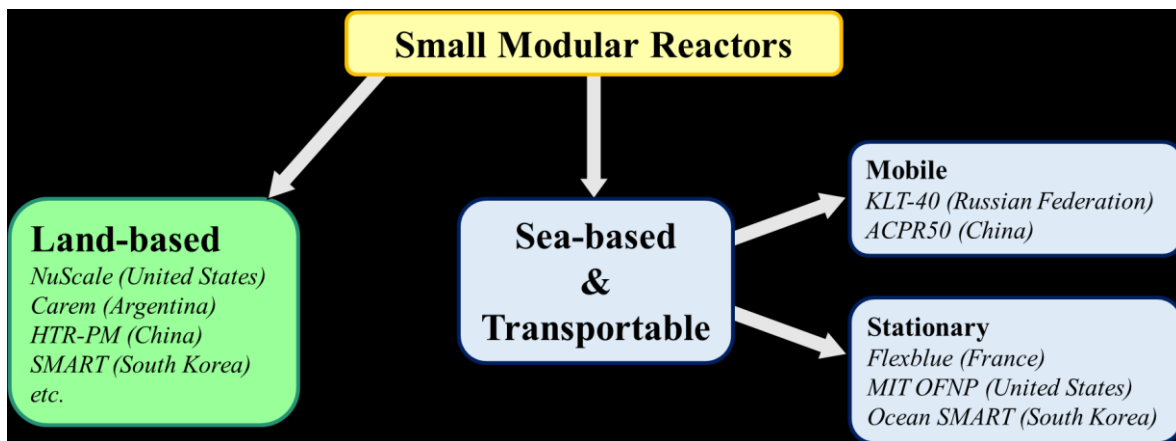 Small Modular Reactors
Land-based
NuScale (United States)
Carem (Argentina)
HTR-PM (China)
SMART (South Korea)
etc.
Sea-based
&
Transportable
Mobile
KLT-40 (Russian Federation)
ACPR50 (China)
Stationary
Flexblue (France)
MIT OFNP (United States)
Ocean SMART (South Korea)